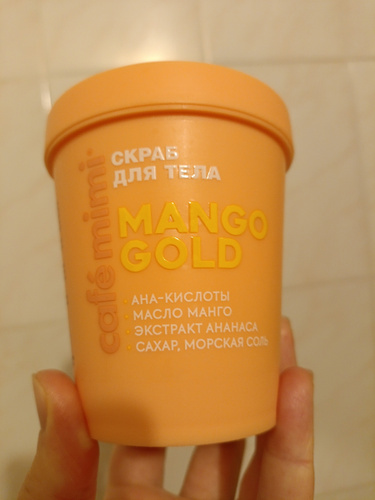 café mimi
СКРАБ
ДЛЯ ТЕЛА
MANGO
GOLD
· АНА-КИСЛОТЫ
· МАСЛО МАНГО
· ЭКСТРАКТ АНАНАСА
· САХАР, МОРСКАЯ СОЛЬ